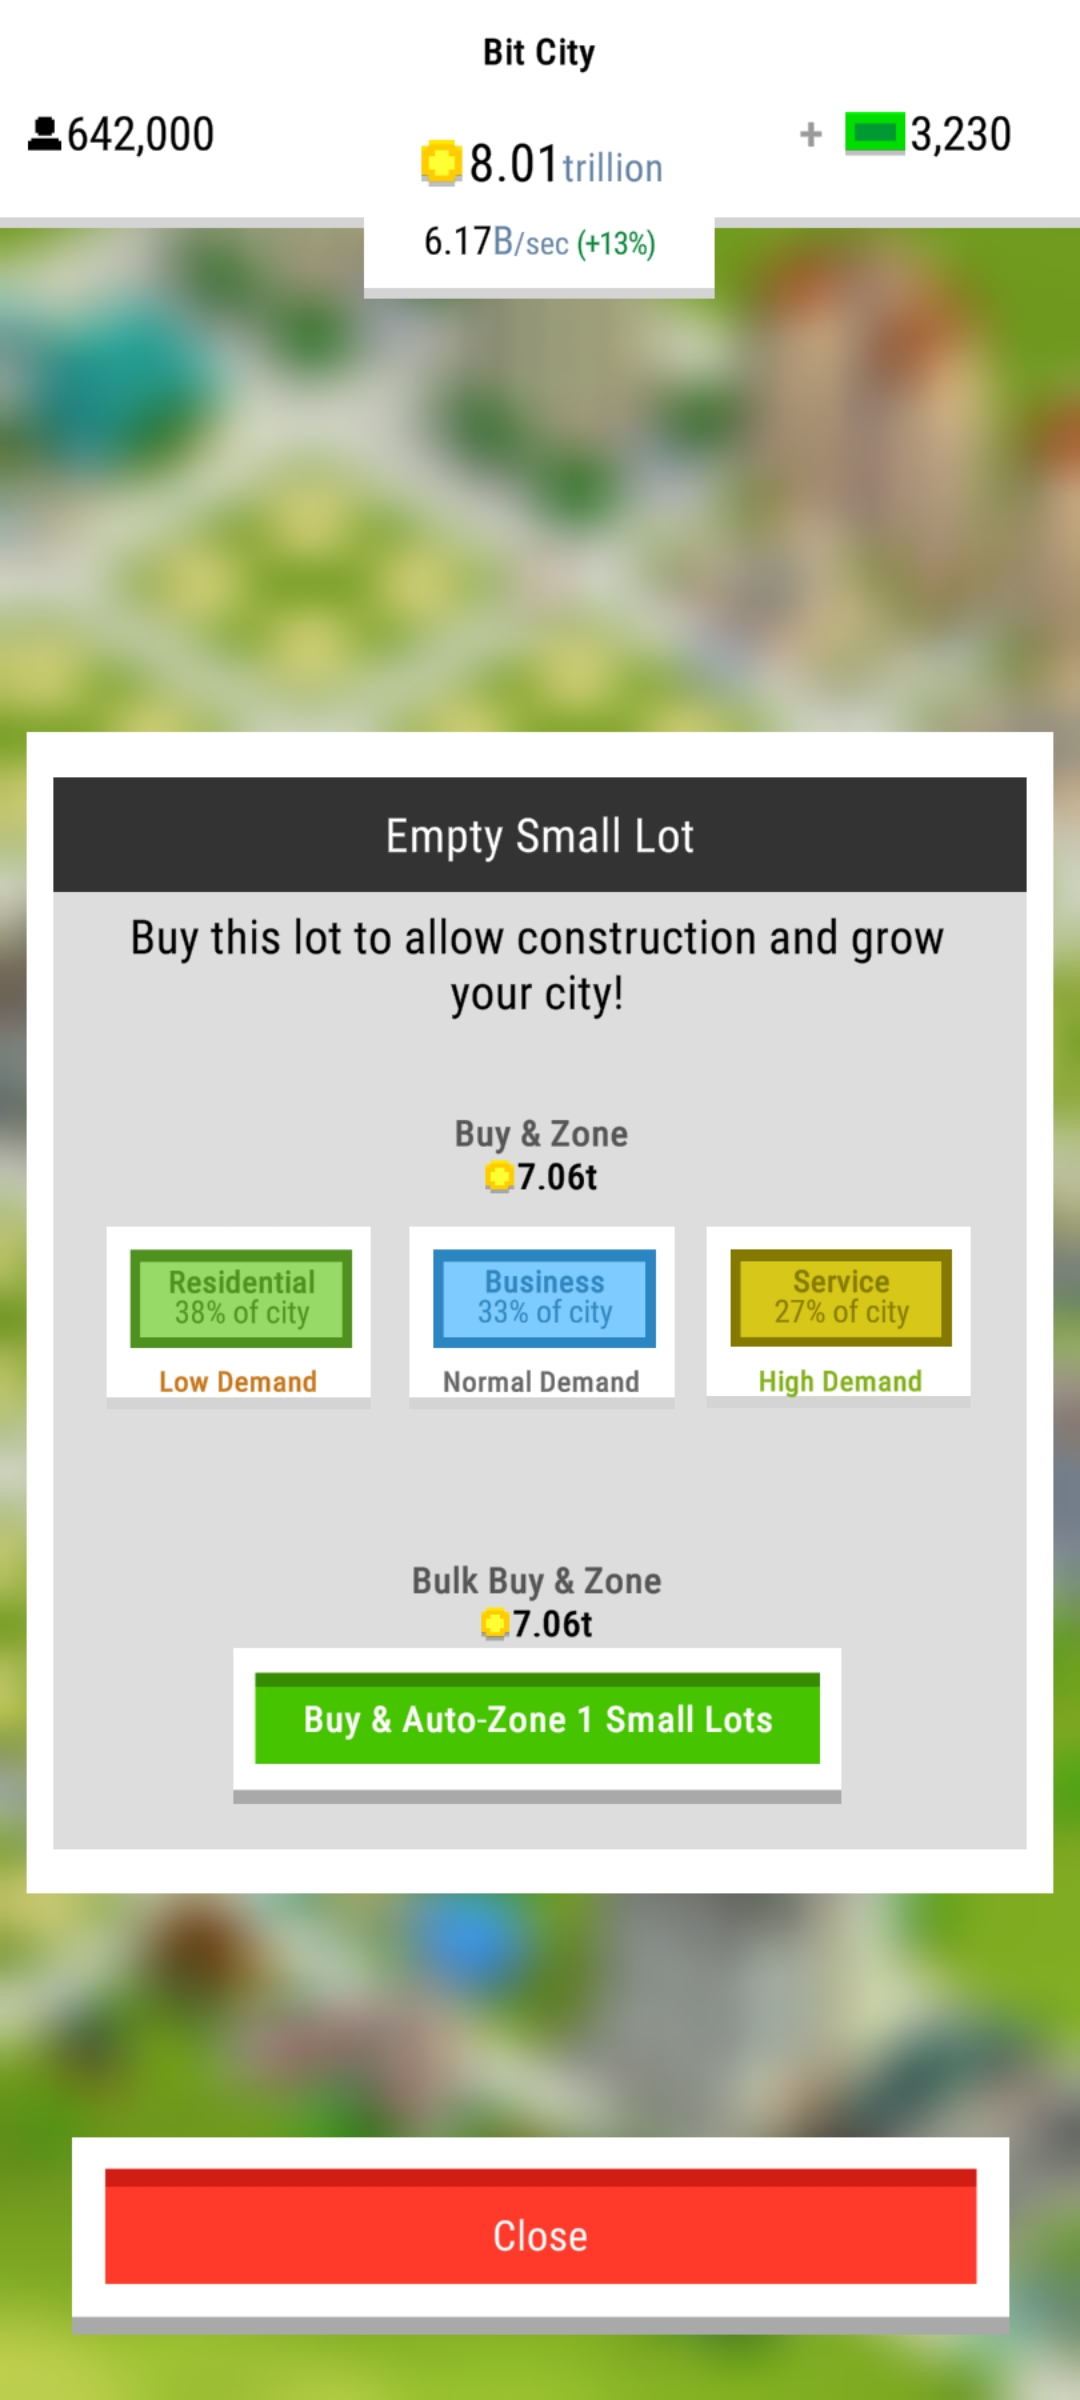 Bit City
642,000
8.01trillion
+ 3,230
6.17B/sec (+13%)
Empty Small Lot
Buy this lot to allow construction and grow
your city!
Buy & Zone
7.06t
Residential
38% of city
Low Demand
Business
33% of city
Normal Demand
Service
27% of city
High Demand
Bulk Buy & Zone
7.06t
Buy & Auto-Zone 1 Small Lots
Close